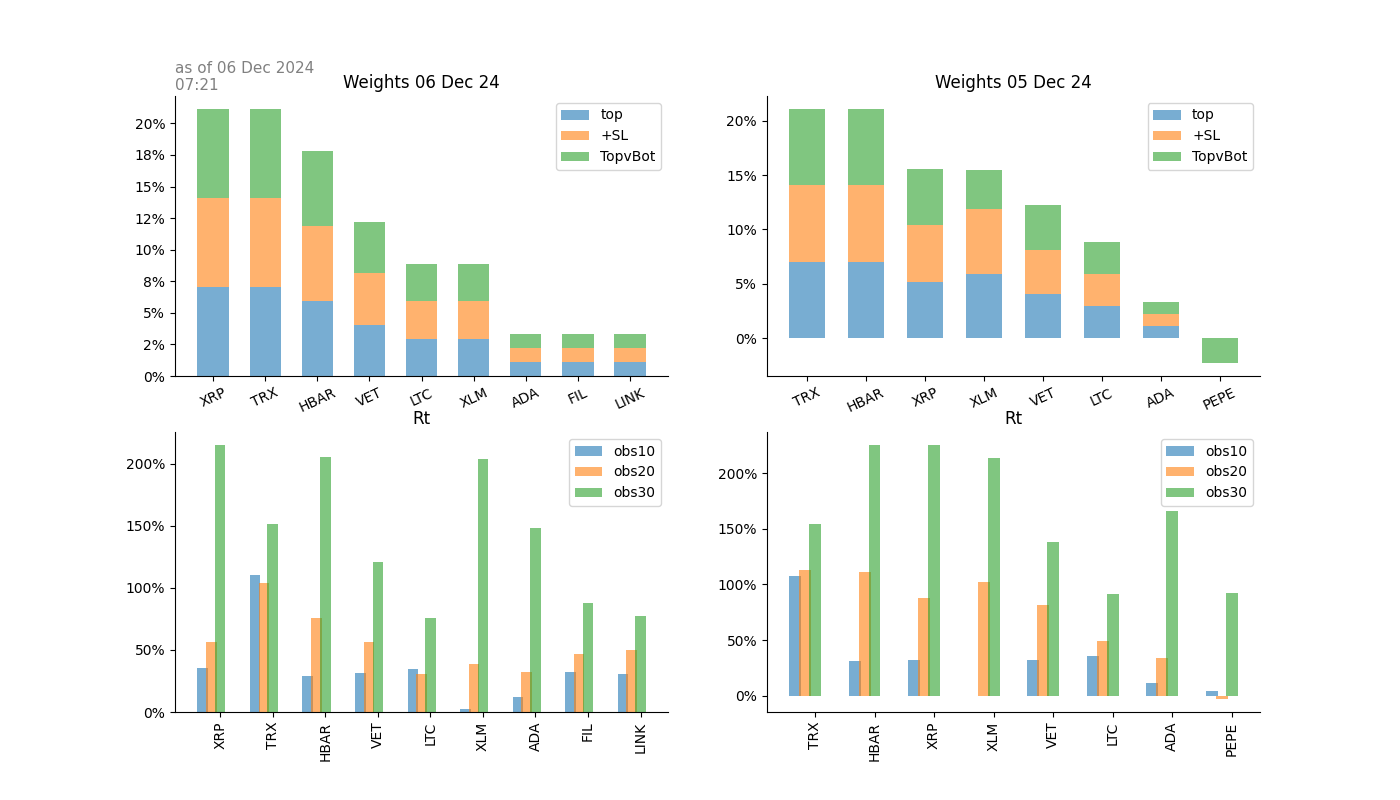 as of 06 Dec 2024
07:21
Weights 06 Dec 24
20%
18%
15%
12%
10%
8%
5%
2%
0%
top
+SL
TopvBot
XRP
TRX
HBAR
VET
LTC
XLM
ADA
FIL
LINK
Weights 05 Dec 24
20%
15%
10%
5%
0%
top
+SL
TopvBot
TRX
HBAR
XRP
XLM
VET
LTC
ADA
PEPE
Rt
200%
150%
100%
50%
0%
obs10
obs20
obs30
XRP
TRX
HBAR
VET
LTC
XLM
ADA
FIL
LINK
Rt
200%
150%
100%
50%
0%
obs10
obs20
obs30
TRX
HBAR
XRP
XLM
VET
LTC
ADA
PEPE